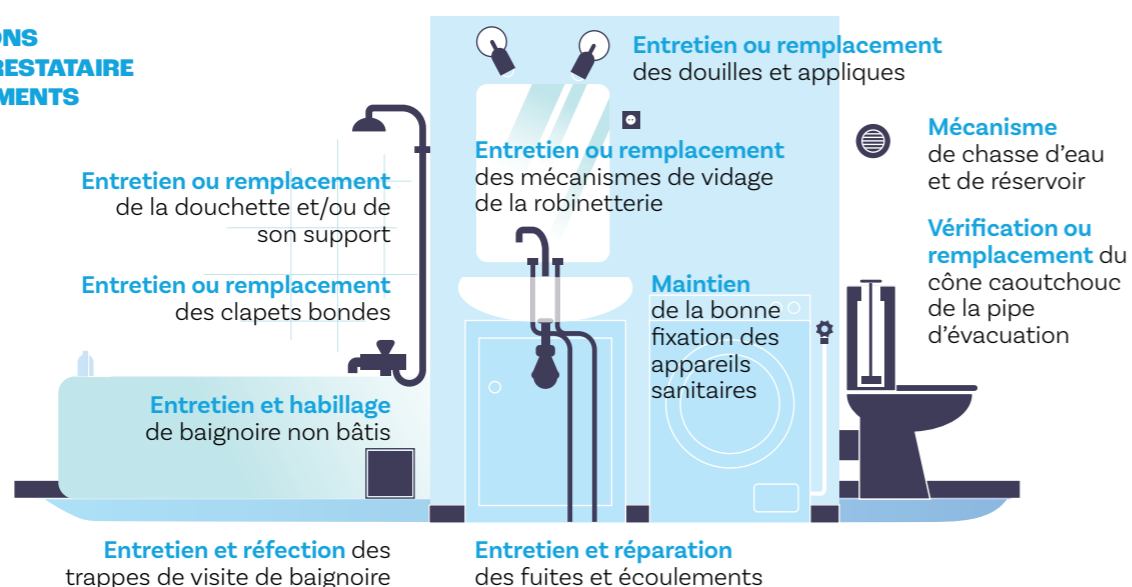 Entretien ou remplacement
des douilles et appliques
Mécanisme
de chasse d'eau
et de réservoir
Entretien ou remplacement
des mécanismes de vidage
de la robinetterie
Entretien ou remplacement
de la douchette et/ou de
son support
Vérification ou
remplacement du
cône caoutchouc
de la pipe
d'évacuation
Entretien ou remplacement
des clapets bondes
Maintien
de la bonne
fixation des
appareils
sanitaires
Entretien et habillage
de baignoire non bâtis
Entretien et réfection des
trappes de visite de baignoire
Entretien et réparation
des fuites et écoulements